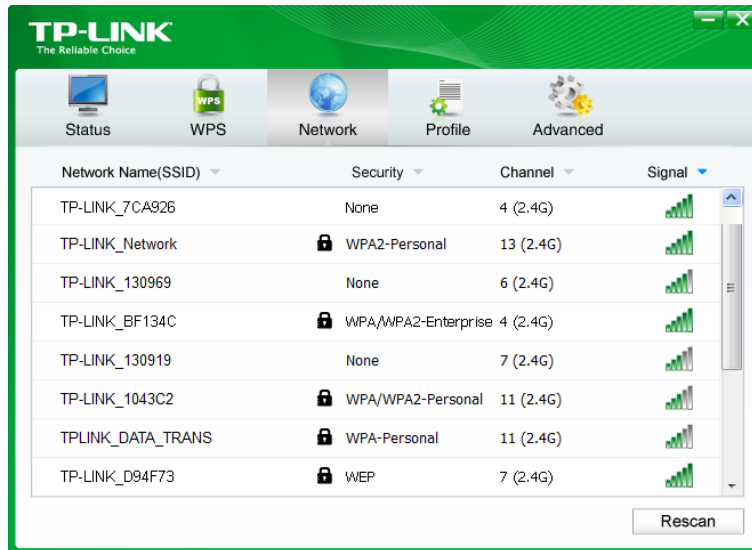 TP-LINK
The Reliable Choice
WPS
Status WPS Network Profile Advanced
Network Name(SSID) Security Channel Signal
TP-LINK_7CA926 None 4 (2.4G)
TP-LINK_Network WPA2-Personal 13 (2.4G)
TP-LINK_130969 None 6 (2.4G)
TP-LINK_BF134C WPA/WPA2-Enterprise 4 (2.4G)
TP-LINK_130919 None 7 (2.4G)
TP-LINK_1043C2 WPA/WPA2-Personal 11 (2.4G)
TPLINK_DATA_TRANS WPA-Personal 11 (2.4G)
TP-LINK_D94F73 WEP 7 (2.4G)
Rescan